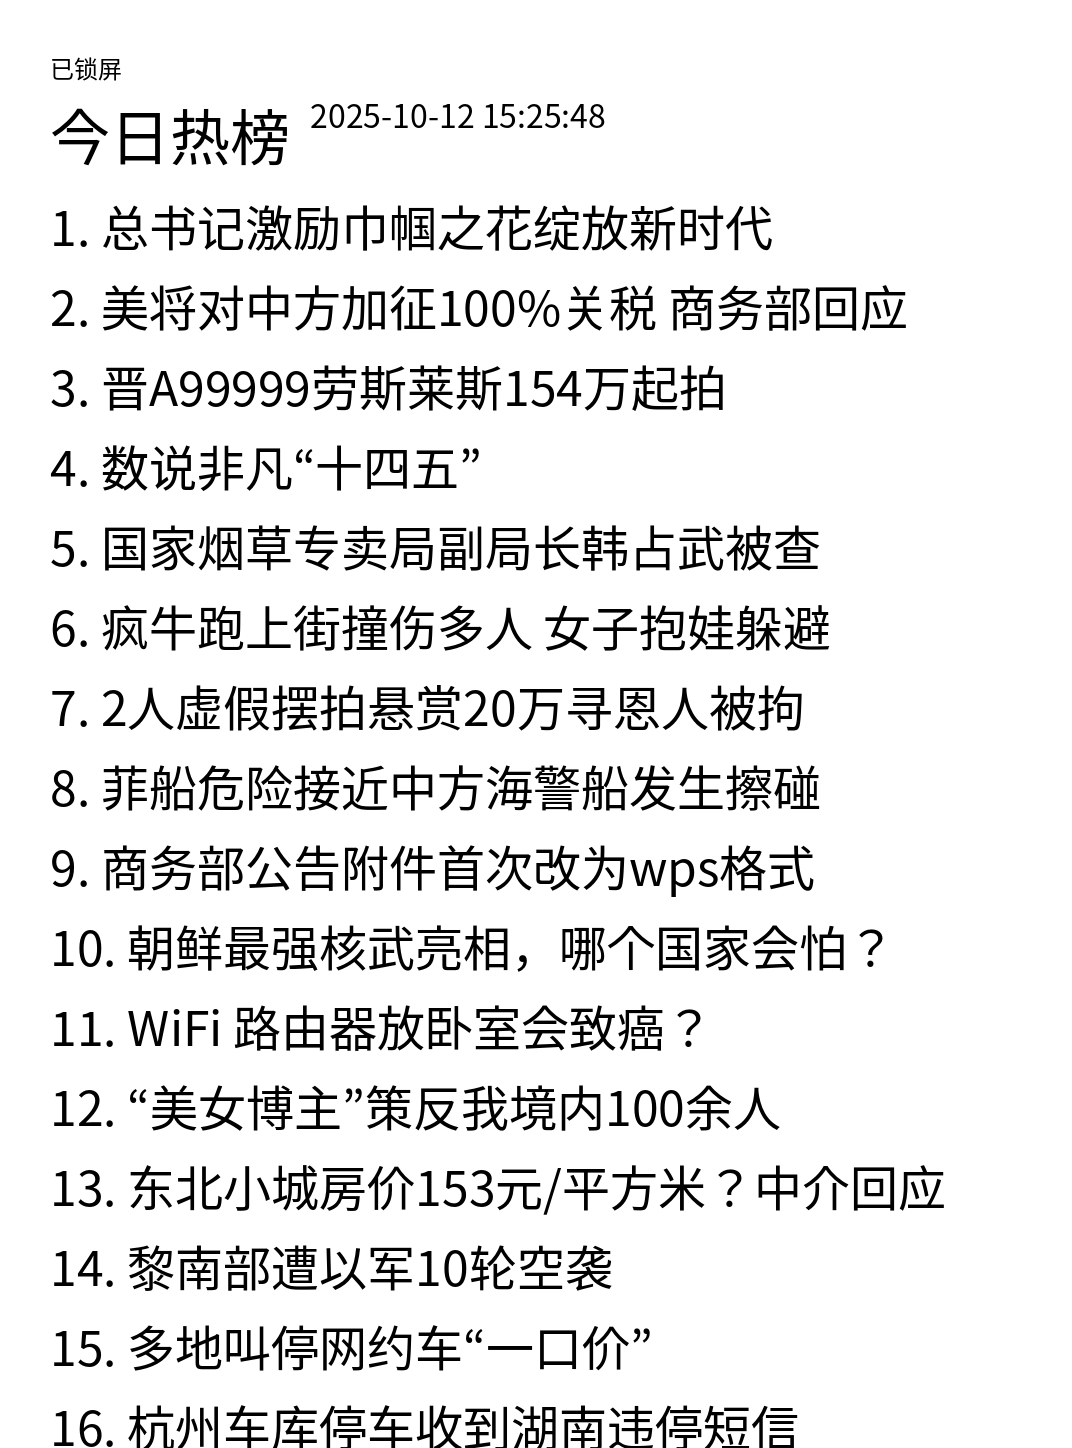 已锁屏
今日热榜 2025-10-12 15:25:48
1. 总书记激励巾帼之花绽放新时代
2. 美将对中方加征100%关税 商务部回应
3. 晋A99999劳斯莱斯154万起拍
4. 数说非凡“十四五”
5. 国家烟草专卖局副局长韩占武被查
6. 疯牛跑上街撞伤多人 女子抱娃躲避
7. 2人虚假摆拍悬赏20万寻恩人被拘
8. 菲船危险接近中方海警船发生擦碰
9. 商务部公告附件首次改为wps格式
10. 朝鲜最强核武亮相，哪个国家会怕？
11. WiFi 路由器放卧室会致癌？
12. “美女博主”策反我境内100余人
13. 东北小城房价153元/平方米？中介回应
14. 黎南部遭以军10轮空袭
15. 多地叫停网约车“一口价”
16. 杭州车库停车收到湖南违停短信